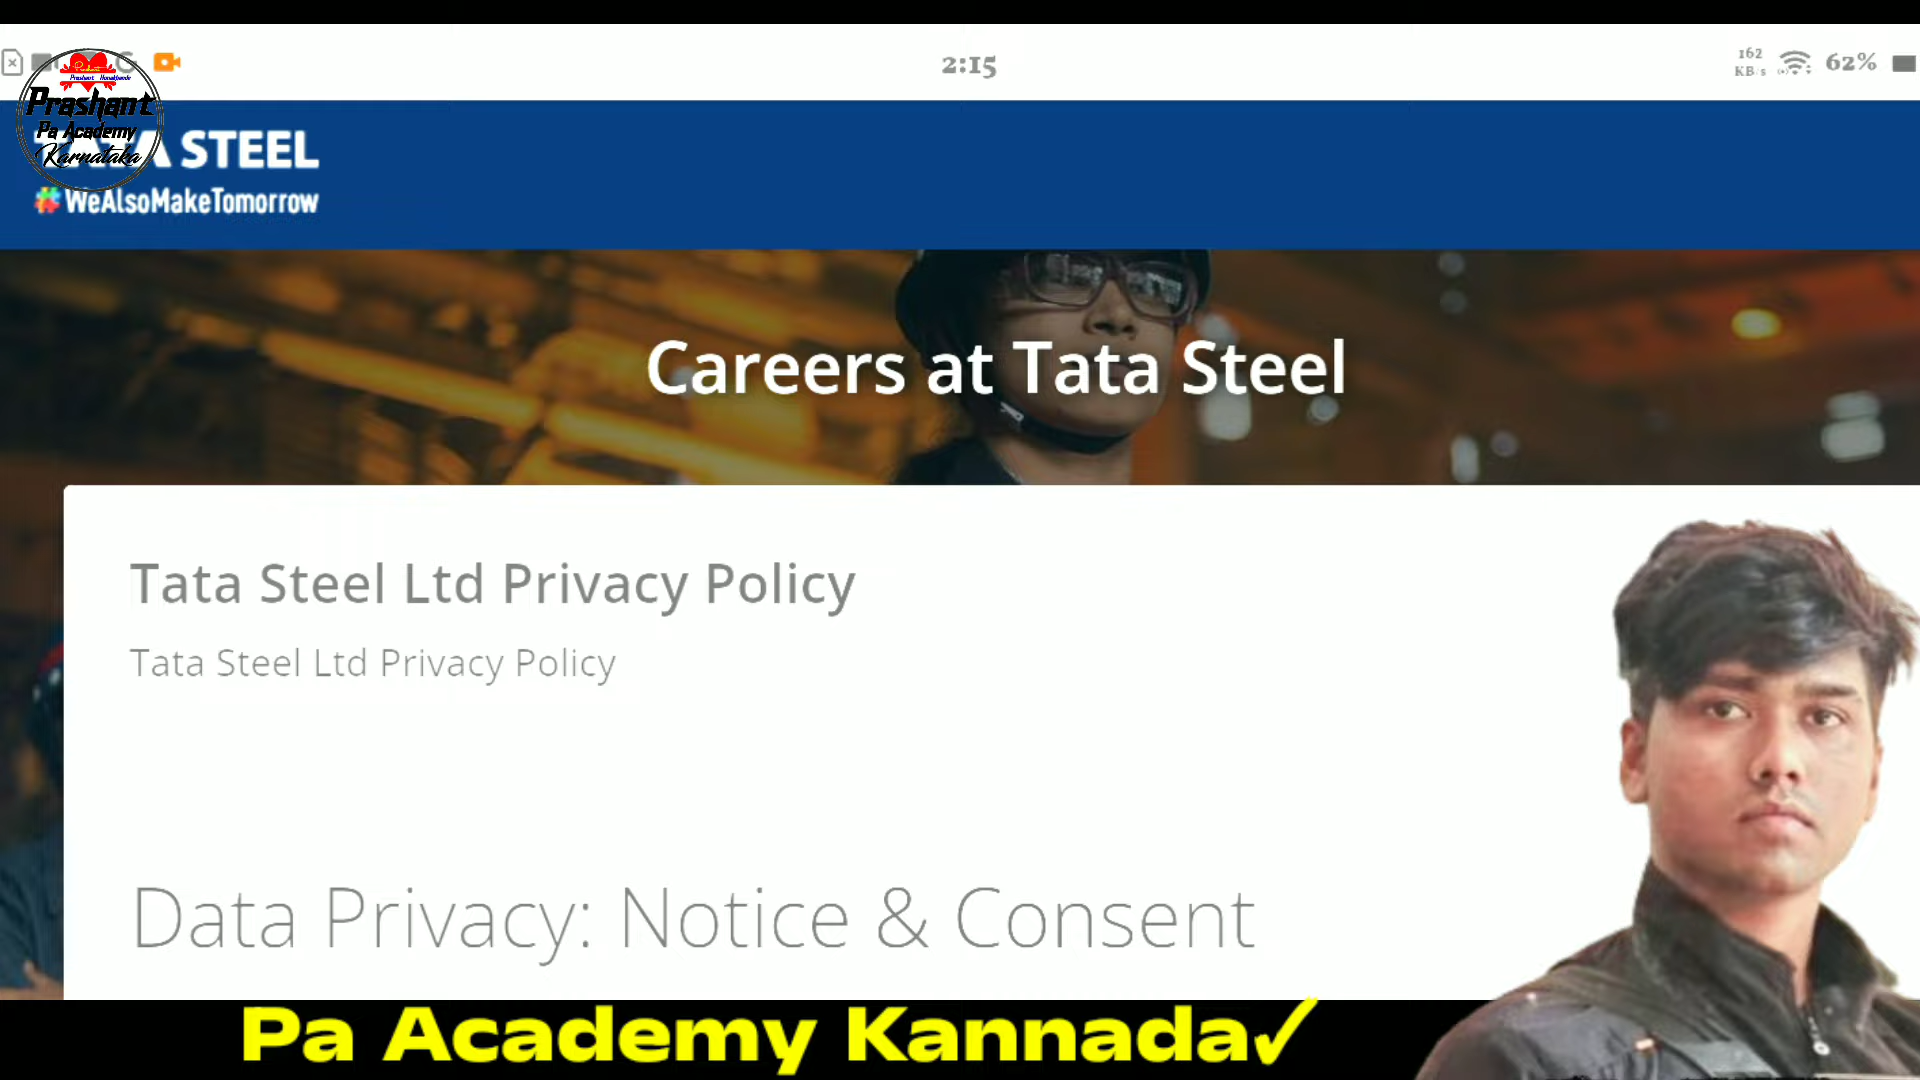 2:15
162
KB/s
62%
Prashant
Pa Academy
Karnataka
TATA STEEL
#WeAlsoMakeTomorrow
Careers at Tata Steel
Tata Steel Ltd Privacy Policy
Tata Steel Ltd Privacy Policy
Data Privacy: Notice & Consent
Pa Academy Kannada✓